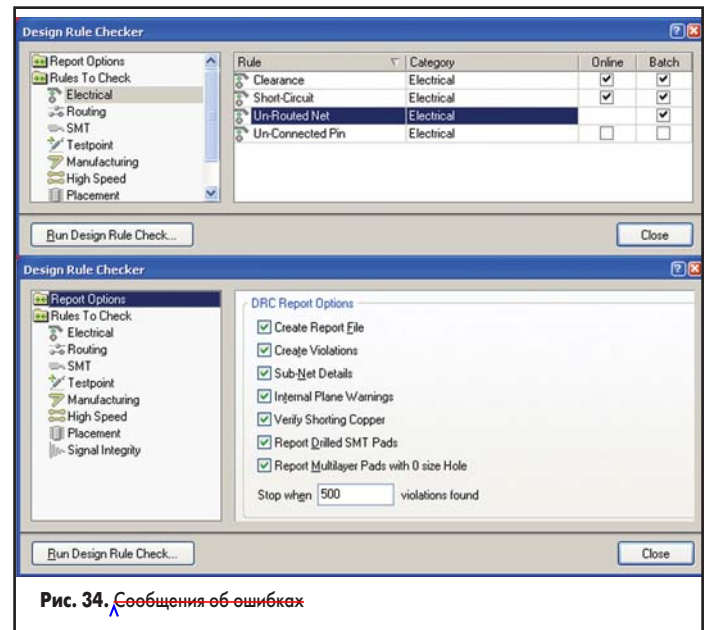 Design Rule Checker
Report Options
Rules To Check
Electrical
Routing
SMT
Testpoint
Manufacturing
High Speed
Placement
Rule Category Online Batch
Clearance Electrical
Short-Circuit Electrical
Un-Routed Net Electrical
Un-Connected Pin Electrical
Run Design Rule Check... Close
Design Rule Checker
Report Options
Rules To Check
Electrical
Routing
SMT
Testpoint
Manufacturing
High Speed
Placement
Signal Integrity
DRC Report Options
Create Report File
Create Violations
Sub-Net Details
Internal Plane Warnings
Verify Shorting Copper
Report Drilled SMT Pads
Report Multilayer Pads with 0 size Hole
Stop when 500 violations found
Run Design Rule Check... Close
Рис. 34. Сообщения об ошибках